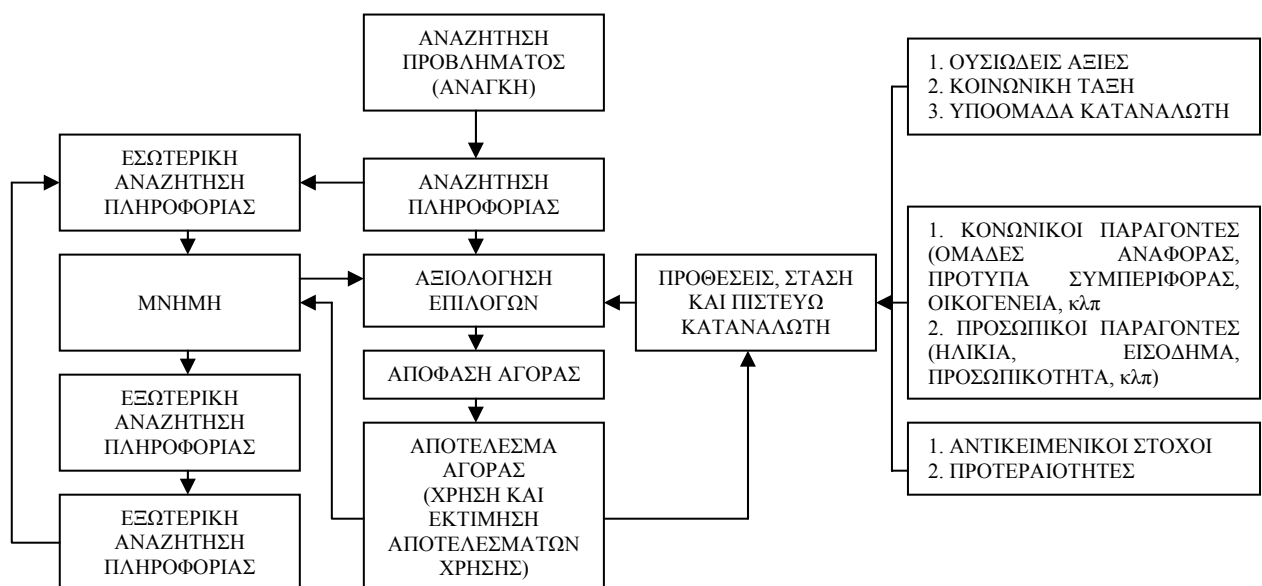 ΑΝΑΖΗΤΗΣΗ
ΠΡΟΒΛΗΜΑΤΟΣ
(ΑΝΑΓΚΗ)
ΕΣΩΤΕΡΙΚΗ
ΑΝΑΖΗΤΗΣΗ
ΠΛΗΡΟΦΟΡΙΑΣ
ΑΝΑΖΗΤΗΣΗ
ΠΛΗΡΟΦΟΡΙΑΣ
ΜΝΗΜΗ
ΑΞΙΟΛΟΓΗΣΗ
ΕΠΙΛΟΓΩΝ
ΠΡΟΘΕΣΕΙΣ, ΣΤΑΣΗ
ΚΑΙ ΠΙΣΤΕΥΩ
ΚΑΤΑΝΑΛΩΤΗ
ΑΠΟΦΑΣΗ ΑΓΟΡΑΣ
ΕΞΩΤΕΡΙΚΗ
ΑΝΑΖΗΤΗΣΗ
ΠΛΗΡΟΦΟΡΙΑΣ
ΑΠΟΤΕΛΕΣΜΑ
ΑΓΟΡΑΣ
(ΧΡΗΣΗ ΚΑΙ
ΕΚΤΙΜΗΣΗ
ΑΠΟΤΕΛΕΣΜΑΤΩΝ
ΧΡΗΣΗΣ)
ΕΞΩΤΕΡΙΚΗ
ΑΝΑΖΗΤΗΣΗ
ΠΛΗΡΟΦΟΡΙΑΣ
1. ΟΥΣΙΩΔΕΙΣ ΑΞΙΕΣ
2. ΚΟΙΝΩΝΙΚΗ ΤΑΞΗ
3. ΥΠΟΟΜΑΔΑ ΚΑΤΑΝΑΛΩΤΗ
1. ΚΟΝΩΝΙΚΟΙ ΠΑΡΑΓΟΝΤΕΣ
(ΟΜΑΔΕΣ ΑΝΑΦΟΡΑΣ,
ΠΡΟΤΥΠΑ ΣΥΜΠΕΡΙΦΟΡΑΣ,
ΟΙΚΟΓΕΝΕΙΑ, κλπ
2. ΠΡΟΣΩΠΙΚΟΙ ΠΑΡΑΓΟΝΤΕΣ
(ΗΛΙΚΙΑ, ΕΙΣΟΔΗΜΑ,
ΠΡΟΣΩΠΙΚΟΤΗΤΑ, κλπ)
1. ΑΝΤΙΚΕΙΜΕΝΙΚΟΙ ΣΤΟΧΟΙ
2. ΠΡΟΤΕΡΑΙΟΤΗΤΕΣ